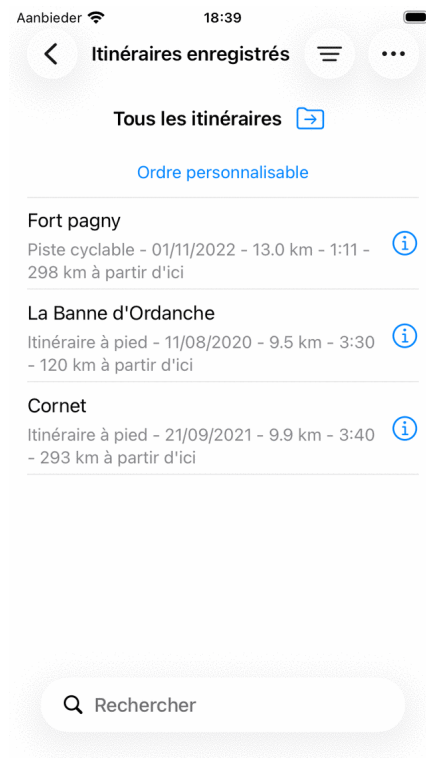 Aanbieder 18:39
Itinéraires enregistrés
Tous les itinéraires
Ordre personnalisable
Fort pagny
Piste cyclable - 01/11/2022 - 13.0 km - 1:11 -
298 km à partir d'ici
La Banne d'Ordanche
Itinéraire à pied - 11/08/2020 - 9.5 km - 3:30
- 120 km à partir d'ici
Cornet
Itinéraire à pied - 21/09/2021 - 9.9 km - 3:40
- 293 km à partir d'ici
Rechercher